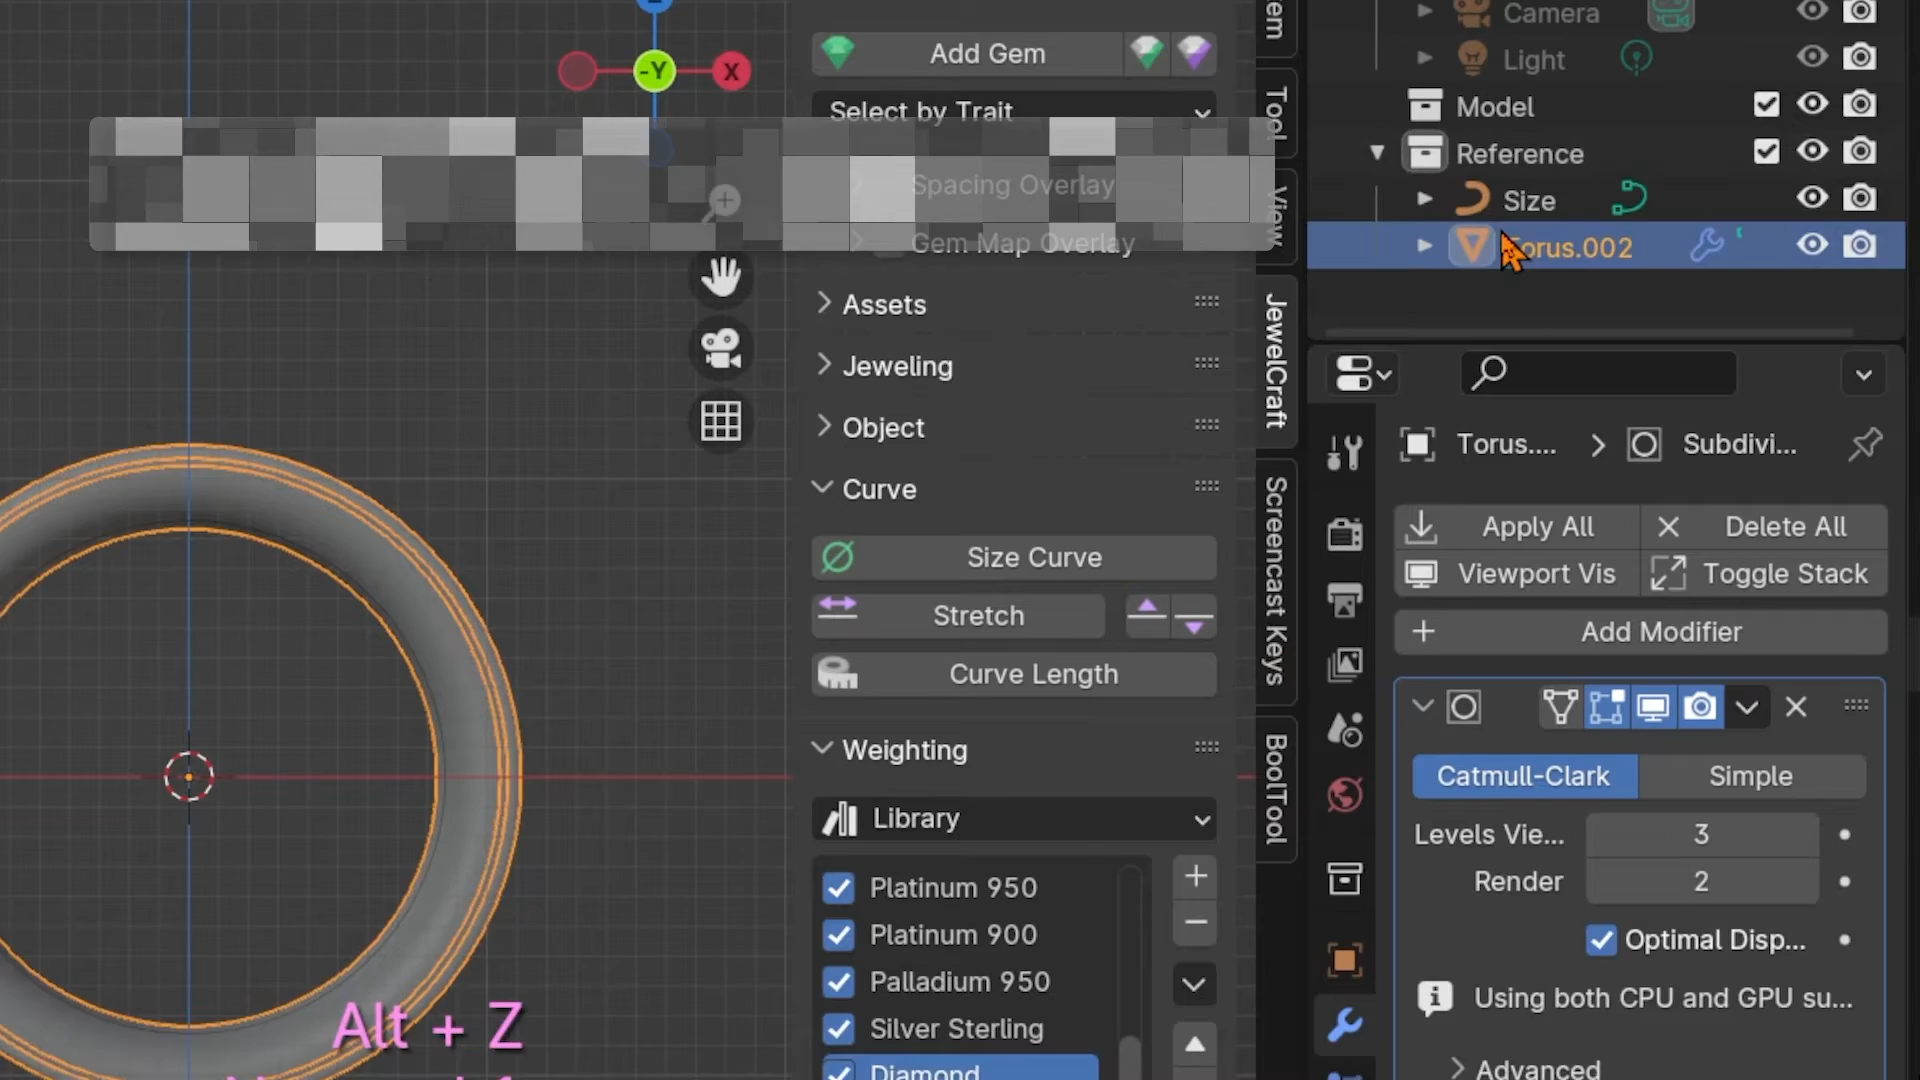 Camera
Light
Model
Reference
Size
Torus.002
-Y
X
Add Gem
Select by Trait
Spacing Overlay
Gem Map Overlay
Assets
Jeweling
Object
Curve
Size Curve
Stretch
Curve Length
Weighting
Library
Platinum 950
Platinum 900
Palladium 950
Silver Sterling
Diamond
Tool
View
JewelCraft
Screencast Keys
BoolTool
Torus....
Subdivi...
Apply All
Delete All
Viewport Vis
Toggle Stack
Add Modifier
Catmull-Clark
Simple
Levels Vie...
3
Render
2
Optimal Disp...
Using both CPU and GPU su...
Advanced
Alt + Z